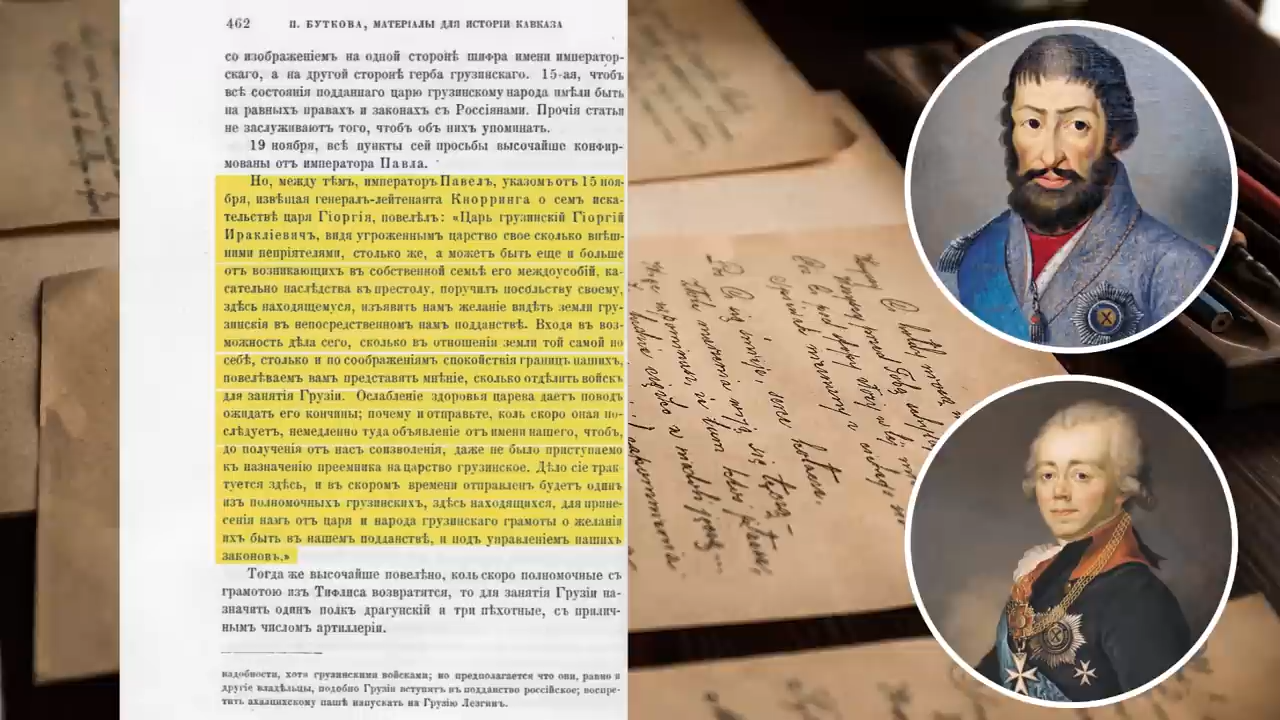 462 П. БУТКОВА, МАТЕРІАЛЫ ДЛЯ ИСТОРІИ КАВКАЗА
со изображеніемъ на одной сторонѣ шифра имени император-
скаго, а на другой сторонѣ герба грузинскаго. 15-ая, чтобъ
всѣ состоянія подданнаго царю грузинскому народа имѣли быть
на равныхъ правахъ и законахъ съ Россіянами. Прочія статьи
не заслуживаютъ того, чтобъ объ нихъ упоминать.
19 ноября, всѣ пункты сей просьбы высочайше конфир-
мованы отъ императора Павла.
Но, между тѣмъ, императоръ Павелъ, указомъ отъ 15 ноя-
бря, извѣщая генералъ-лейтенанта Кнорринга о семъ иска-
тельствѣ царя Гіоргія, повелѣлъ: «Царь грузинскій Гіоргій
Иракліевичъ, видя угроженнымъ царство свое сколько внѣш-
ними непріятелями, столько же, а можетъ быть еще и больше
отъ возникающихъ въ собственной семьѣ его междоусобій, ка-
сательно наслѣдства къ престолу, поручилъ посольству своему,
здѣсь находящемуся, изъявить намъ желаніе видѣть земли гру-
зинскія въ непосредственномъ намъ подданствѣ. Входя въ воз-
можность дѣла сего, сколько въ отношеніи земли той самой по
себѣ, столько и по соображеніямъ спокойствія границъ нашихъ,
повелѣваемъ вамъ представять мнѣніе, сколько отдѣлить войскъ
для занятія Грузіи. Ослабленіе здоровья царева даетъ поводъ
ожидать его кончины; почему и отправьте, коль скоро оная по-
слѣдуетъ, немедленно туда объявленіе отъ имени нашего, чтобъ,
до полученія отъ насъ соизволенія, даже не было приступаемо
къ назначенію преемника на царство грузинское. Дѣло сіе трак
туется здѣсь, и въ скоромъ времени отправленъ будетъ одинъ
изъ полномочныхъ грузинскихъ, здѣсь находящихся, для прине-
сенія намъ отъ царя и народа грузинскаго грамоты о желаніи
ихъ быть въ нашемъ подданствѣ, и подъ управленіемъ нашихъ
законовъ.»
Тогда же высочайше повелѣно, коль скоро полномочные съ
грамотою изъ Тифлиса возвратятся, то для занятія Грузіи на-
значить одинъ полкъ драгунскій и три пѣхотные, съ прилич-
нымъ числомъ артиллеріи.
надобности, хотя грузинскими войсками; но предполагается что они, равно и
другіе владѣльцы, подобно Грузіи вступятъ въ подданство россійское; воспре-
тить ахалцихскому пашѣ напускать на Грузію Лезгинъ.